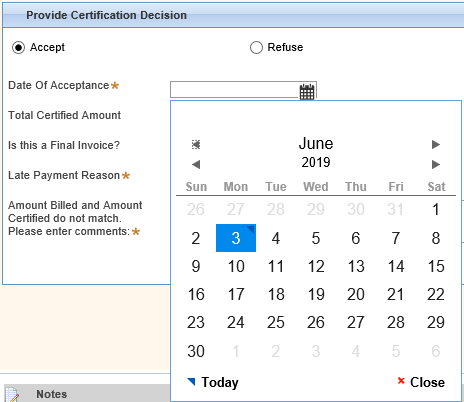 Provide Certification Decision
Accept Refuse
Date Of Acceptance*
Total Certified Amount
Is this a Final Invoice?
Late Payment Reason*
Amount Billed and Amount
Certified do not match.
Please enter comments: *
June
2019
Sun Mon Tue Wed Thu Fri Sat
26 27 28 29 30 31 1
2 3 4 5 6 7 8
9 10 11 12 13 14 15
16 17 18 19 20 21 22
23 24 25 26 27 28 29
30 1 2 3 4 5 6
Today Close
Notes